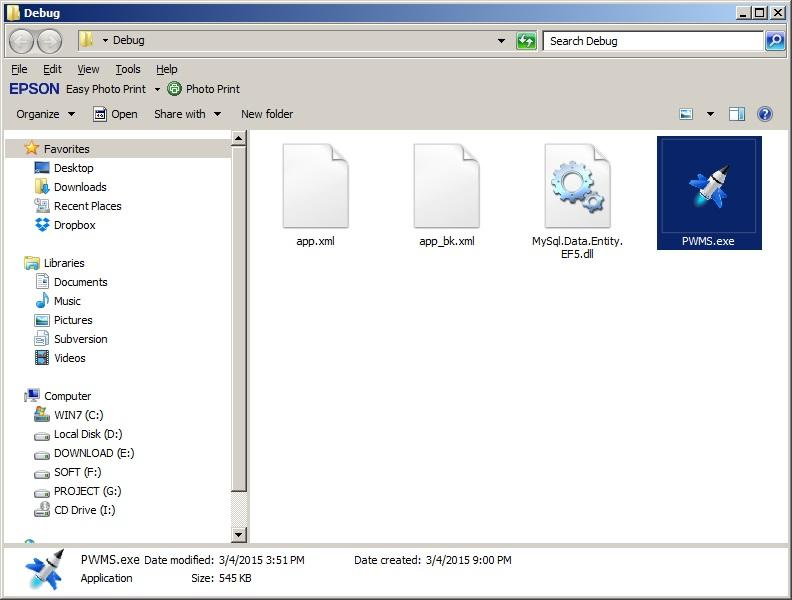 Debug
Debug
Search Debug
File Edit View Tools Help
EPSON Easy Photo Print Photo Print
Organize Open Share with New folder
Favorites
Desktop
Downloads
Recent Places
Dropbox
Libraries
Documents
Music
Pictures
Subversion
Videos
Computer
WIN7 (C:)
Local Disk (D:)
DOWNLOAD (E:)
SOFT (F:)
PROJECT (G:)
CD Drive (I:)
app.xml
app_bk.xml
MySql.Data.Entity.
EF5.dll
PWMS.exe
PWMS.exe Date modified: 3/4/2015 3:51 PM Date created: 3/4/2015 9:00 PM
Application Size: 545 KB